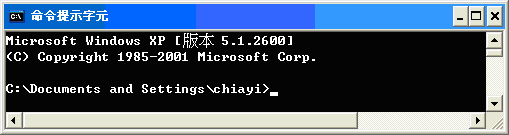 命令提示字元
Microsoft Windows XP [版本 5.1.2600]
(C) Copyright 1985-2001 Microsoft Corp.
C:\Documents and Settings\chiayi>